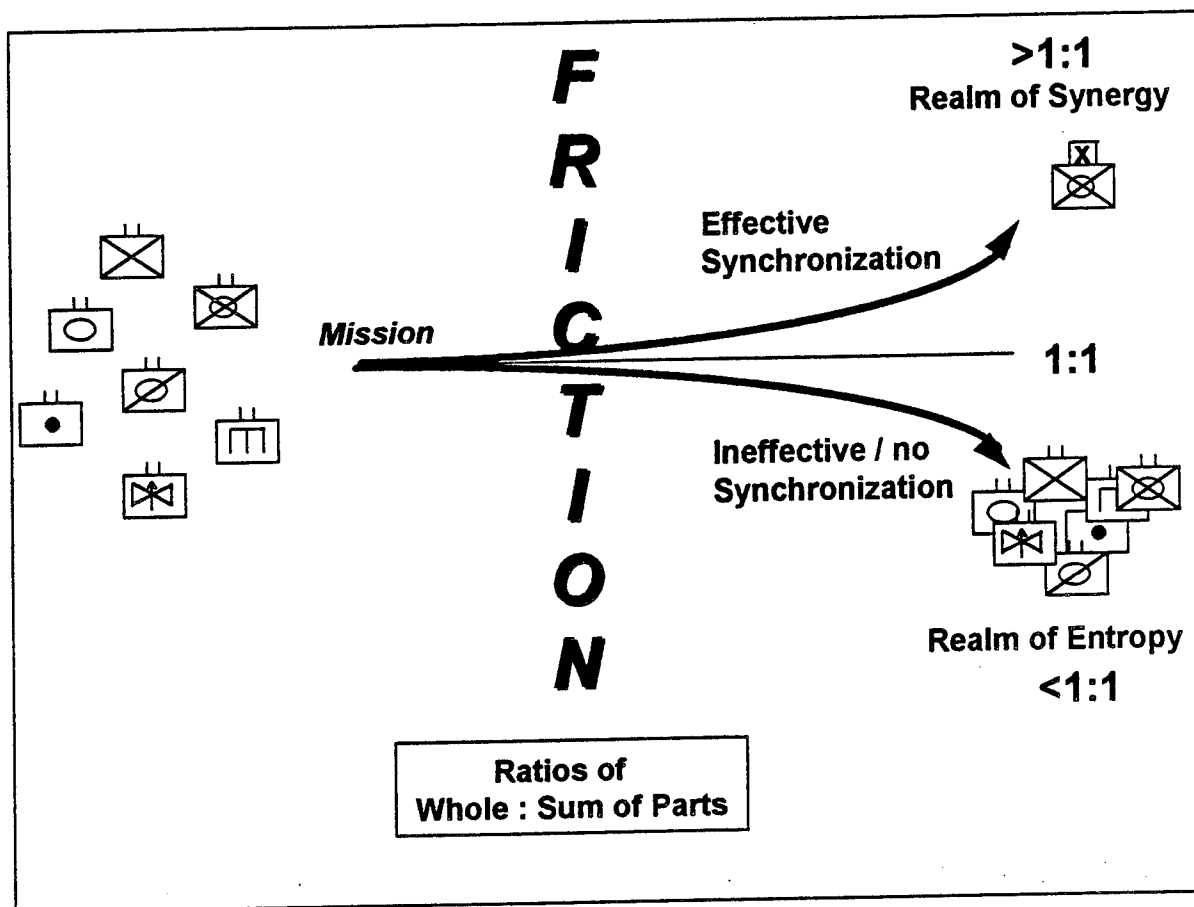 >1:1
Realm of Synergy
X
FRICTION
Effective
Synchronization
Mission
1:1
Ineffective / no
Synchronization
Realm of Entropy
<1:1
Ratios of
Whole : Sum of Parts